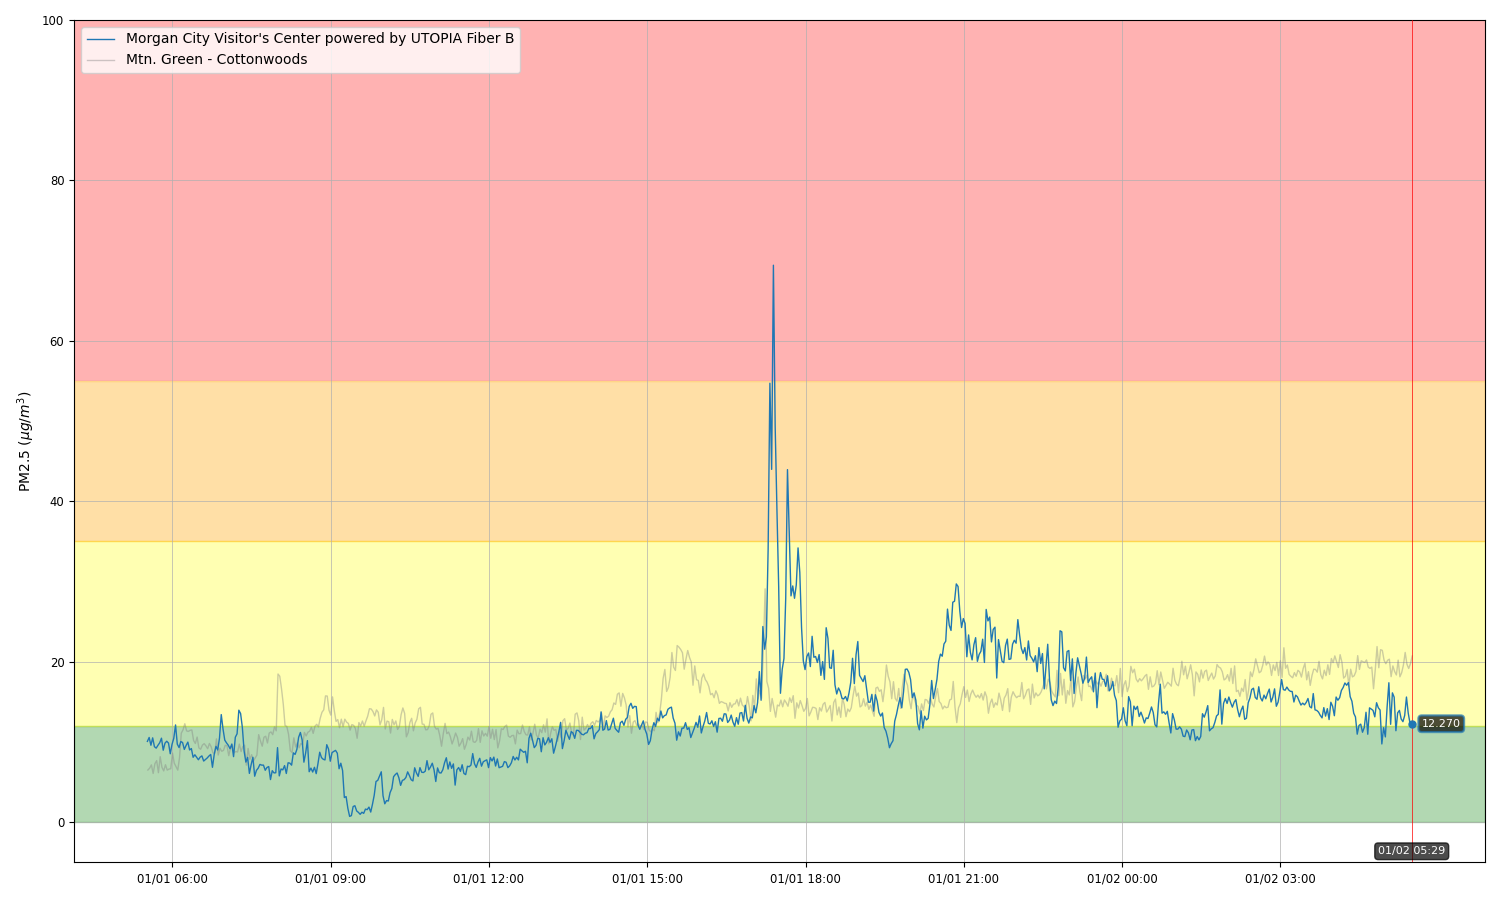 100
Morgan City Visitor's Center powered by UTOPIA Fiber B
Mtn. Green - Cottonwoods
80
60
PM2.5 (μg/m³)
40
20
12.270
0
01/02 05:29
01/01 06:00 01/01 09:00 01/01 12:00 01/01 15:00 01/01 18:00 01/01 21:00 01/02 00:00 01/02 03:00